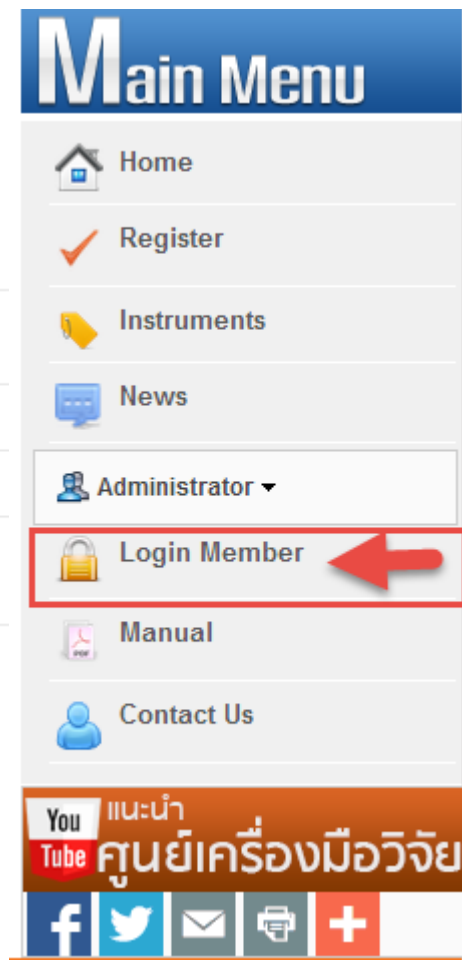 Main Menu
Home
Register
Instruments
News
Administrator
Login Member
PDF
Manual
Contact Us
You
Tube
แนะนำ
ศูนย์เครื่องมือวิจัย